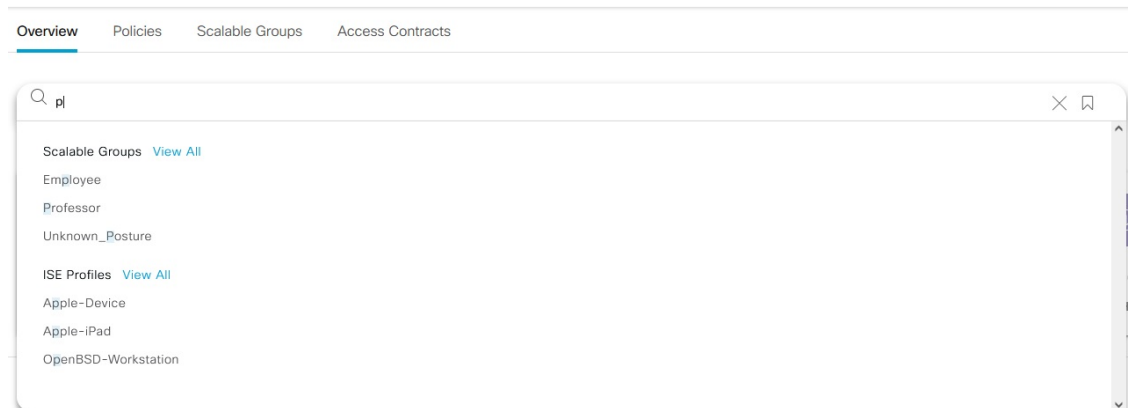 Overview Policies Scalable Groups Access Contracts
p
Scalable Groups View All
Employee
Professor
Unknown_Posture
ISE Profiles View All
Apple-Device
Apple-iPad
OpenBSD-Workstation